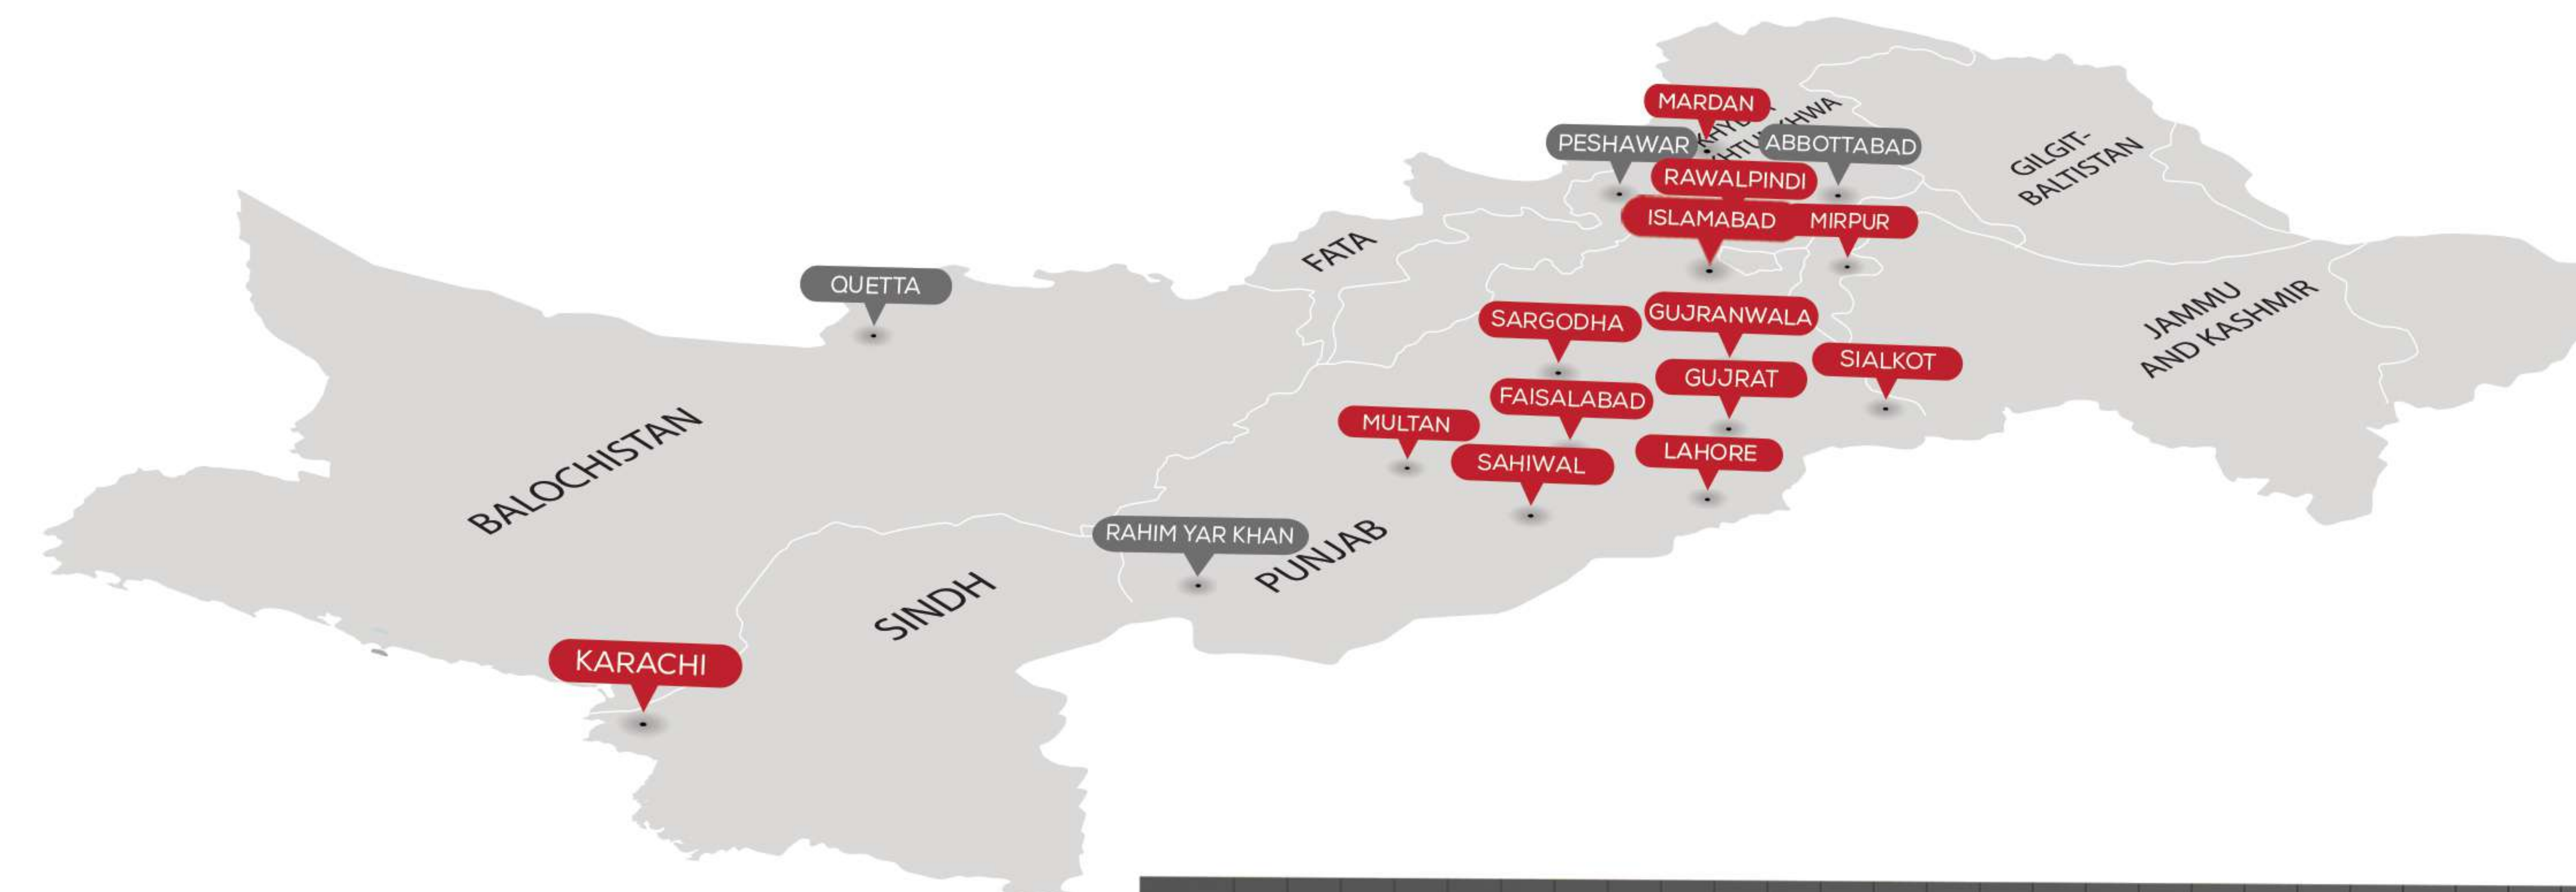 MARDAN
PESHAWAR
ABBOTTABAD
RAWALPINDI
ISLAMABAD
MIRPUR
GILGIT-
BALTISTAN
FATA
QUETTA
SARGODHA
GUJRANWALA
JAMMU
AND KASHMIR
SIALKOT
GUJRAT
FAISALABAD
MULTAN
LAHORE
SAHIWAL
BALOCHISTAN
RAHIM YAR KHAN
PUNJAB
SINDH
KARACHI